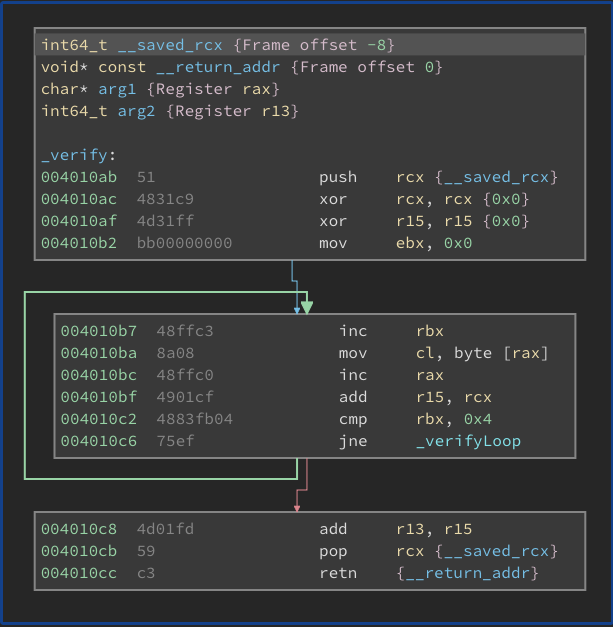 int64_t __saved_rcx {Frame offset -8}
void* const __return_addr {Frame offset 0}
char* arg1 {Register rax}
int64_t arg2 {Register r13}
_verify:
004010ab 51 push rcx {__saved_rcx}
004010ac 4831c9 xor rcx, rcx {0x0}
004010af 4d31ff xor r15, r15 {0x0}
004010b2 bb00000000 mov ebx, 0x0
004010b7 48ffc3 inc rbx
004010ba 8a08 mov cl, byte [rax]
004010bc 48ffc0 inc rax
004010bf 4901cf add r15, rcx
004010c2 4883fb04 cmp rbx, 0x4
004010c6 75ef jne _verifyLoop
004010c8 4d01fd add r13, r15
004010cb 59 pop rcx {__saved_rcx}
004010cc c3 retn {__return_addr}